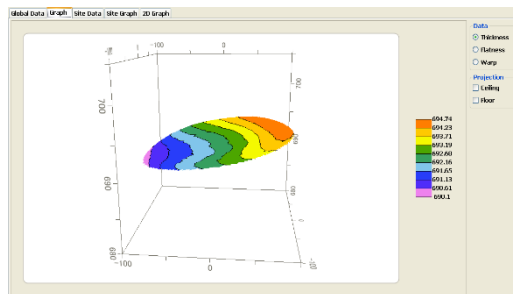 Global Data Graph Site Data Site Graph 2D Graph
Data
Thickness
Flatness
Warp
Projection
Ceiling
Floor
-100
0
700
700
690
690
680
680
-100
0
694.74
694.23
693.71
693.19
692.68
692.16
691.65
691.13
690.61
690.1